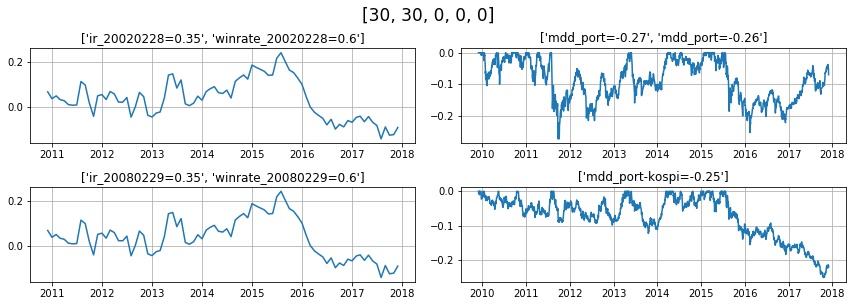 [30, 30, 0, 0, 0]
['ir_20020228=0.35', 'winrate_20020228=0.6']
0.2
0.0
2011 2012 2013 2014 2015 2016 2017 2018
['mdd_port=-0.27', 'mdd_port=-0.26']
0.0
−0.1
−0.2
2010 2011 2012 2013 2014 2015 2016 2017 2018
['ir_20080229=0.35', 'winrate_20080229=0.6']
0.2
0.0
2011 2012 2013 2014 2015 2016 2017 2018
['mdd_port-kospi=-0.25']
0.0
−0.1
−0.2
2010 2011 2012 2013 2014 2015 2016 2017 2018